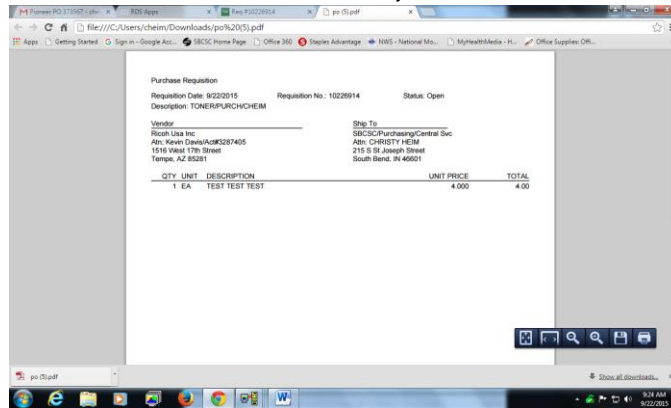 Pioneer PO 373567 - chei
RDS Apps
Req #10226914
po (5).pdf
file:///C:/Users/cheim/Downloads/po%20(5).pdf
Apps Getting Started Sign in - Google Acc... SBCSC Home Page Office 360 Staples Advantage NWS - National Mo... MyHealthMedia - H... Office Supplies: Offi...
Purchase Requisition
Requisition Date: 9/22/2015 Requisition No.: 10226914 Status: Open
Description: TONER/PURCH/CHEIM
Vendor Ship To
Ricoh Usa Inc SBCSC/Purchasing/Central Svc
Atn; Kevin Davis/Act#3287405 Attn: CHRISTY HEIM
1516 West 17th Street 215 S St Joseph Street
Tempe, AZ 85281 South Bend, IN 46601
QTY UNIT DESCRIPTION UNIT PRICE TOTAL
1 EA TEST TEST TEST 4.000 4.00
po (5).pdf
Show all downloads...
9:24 AM
9/22/2015